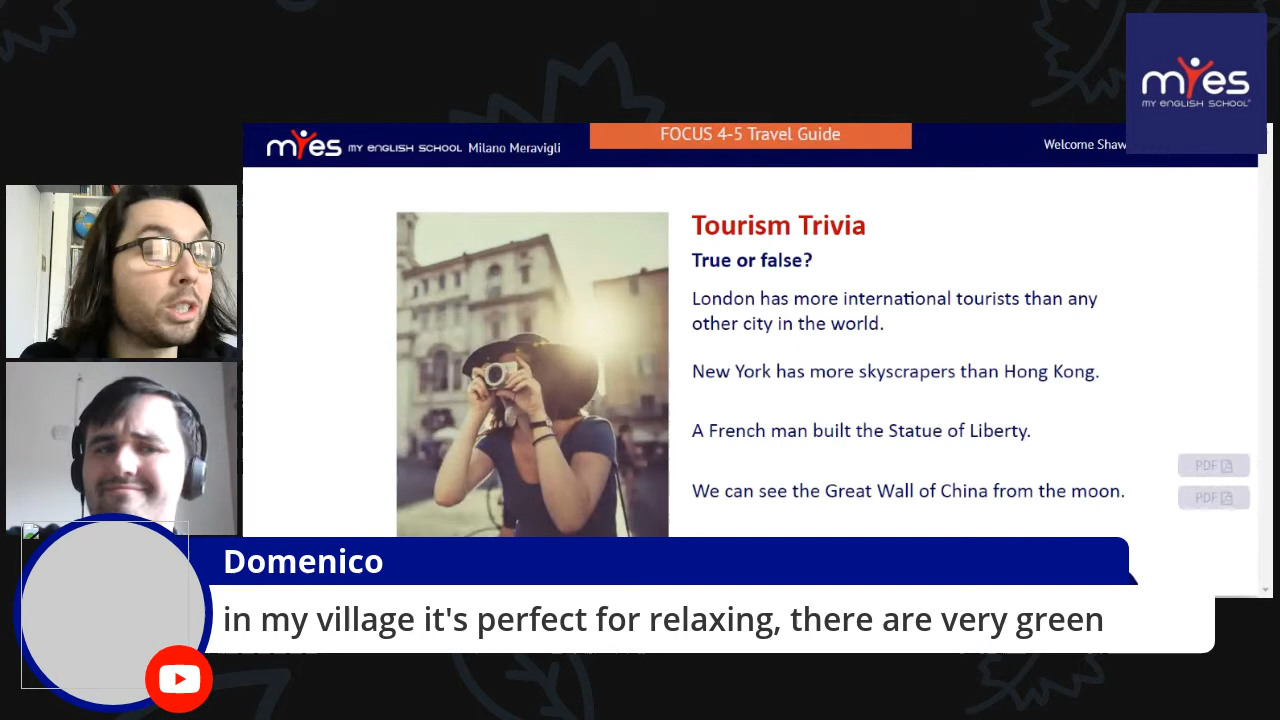 myes
MY ENGLISH SCHOOL
myes MY ENGLISH SCHOOL Milano Meravigli
FOCUS 4-5 Travel Guide
Welcome Shaw
Tourism Trivia
True or false?
London has more international tourists than any
other city in the world.
New York has more skyscrapers than Hong Kong.
A French man built the Statue of Liberty.
PDF
We can see the Great Wall of China from the moon.
PDF
Domenico
in my village it's perfect for relaxing, there are very green